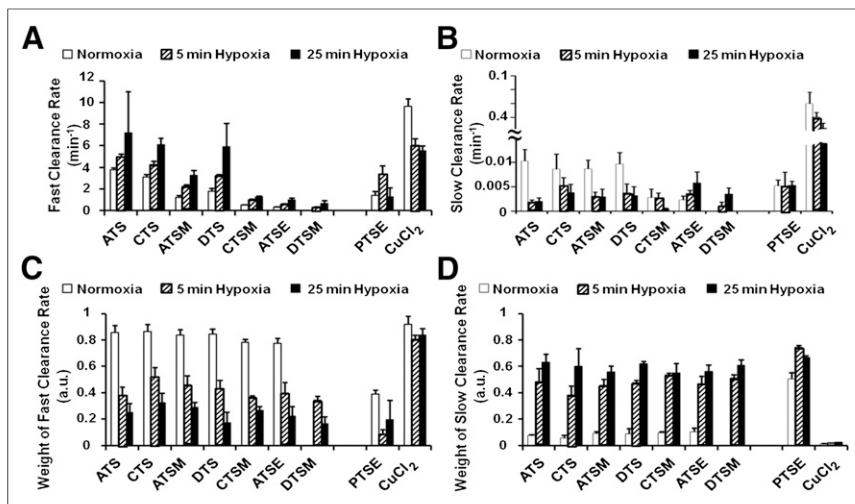 A
Normoxia 5 min Hypoxia 25 min Hypoxia
Fast Clearance Rate
(min-1)
12
10
8
6
4
2
0
ATS CTS ATSM DTS CTSM ATSE DTSM PTSE CuCl2
B
Normoxia 5 min Hypoxia 25 min Hypoxia
Slow Clearance Rate
(min-1)
0.1
0.4
0.01
0.005
0
ATS CTS ATSM DTS CTSM ATSE DTSM PTSE CuCl2
C
Normoxia 5 min Hypoxia 25 min Hypoxia
Weight of Fast Clearance Rate
(a.u.)
1
0.8
0.6
0.4
0.2
0
ATS CTS ATSM DTS CTSM ATSE DTSM PTSE CuCl2
D
Normoxia 5 min Hypoxia 25 min Hypoxia
Weight of Slow Clearance Rate
(a.u.)
1
0.8
0.6
0.4
0.2
0
ATS CTS ATSM DTS CTSM ATSE DTSM PTSE CuCl2